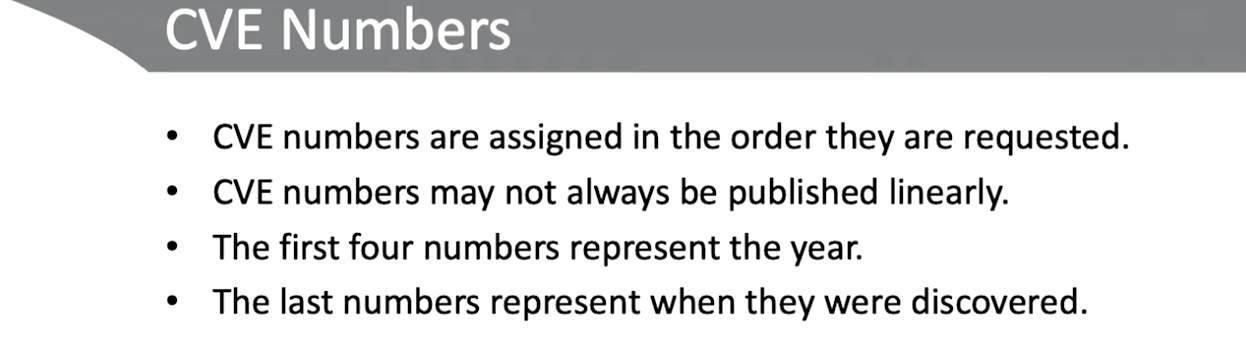 CVE Numbers
• CVE numbers are assigned in the order they are requested.
• CVE numbers may not always be published linearly.
• The first four numbers represent the year.
• The last numbers represent when they were discovered.